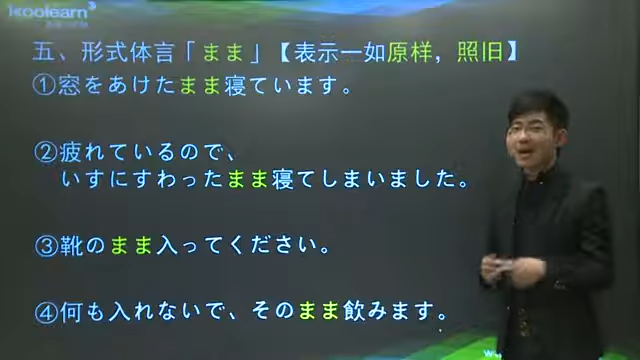 koolearn
五、形式体言「まま」【表示一如原样，照旧】
①窓をあけたまま寝ています。
②疲れているので、
いすにすわったまま寝てしまいました。
③靴のまま入ってください。
④何も入れないで、そのまま飲みます。